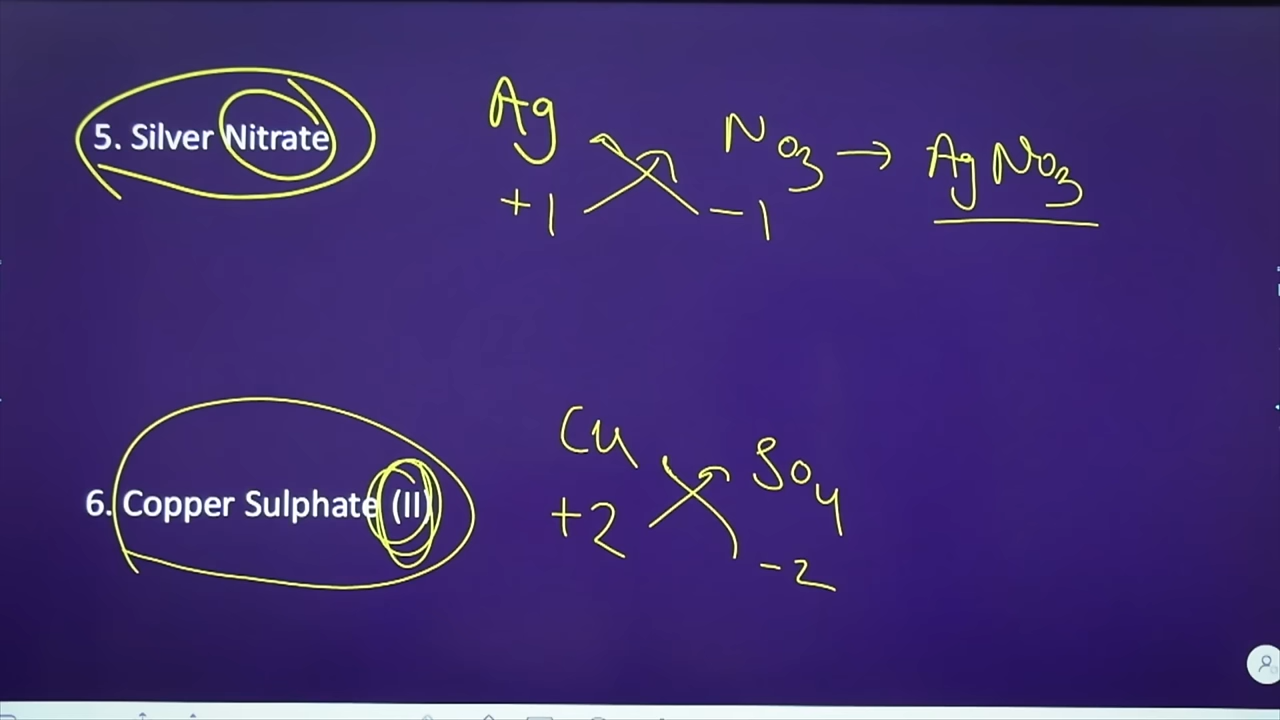 5. Silver Nitrate
Ag NO3 → AgNO3
+1 -1
6. Copper Sulphate (II)
Cu SO4
+2 -2